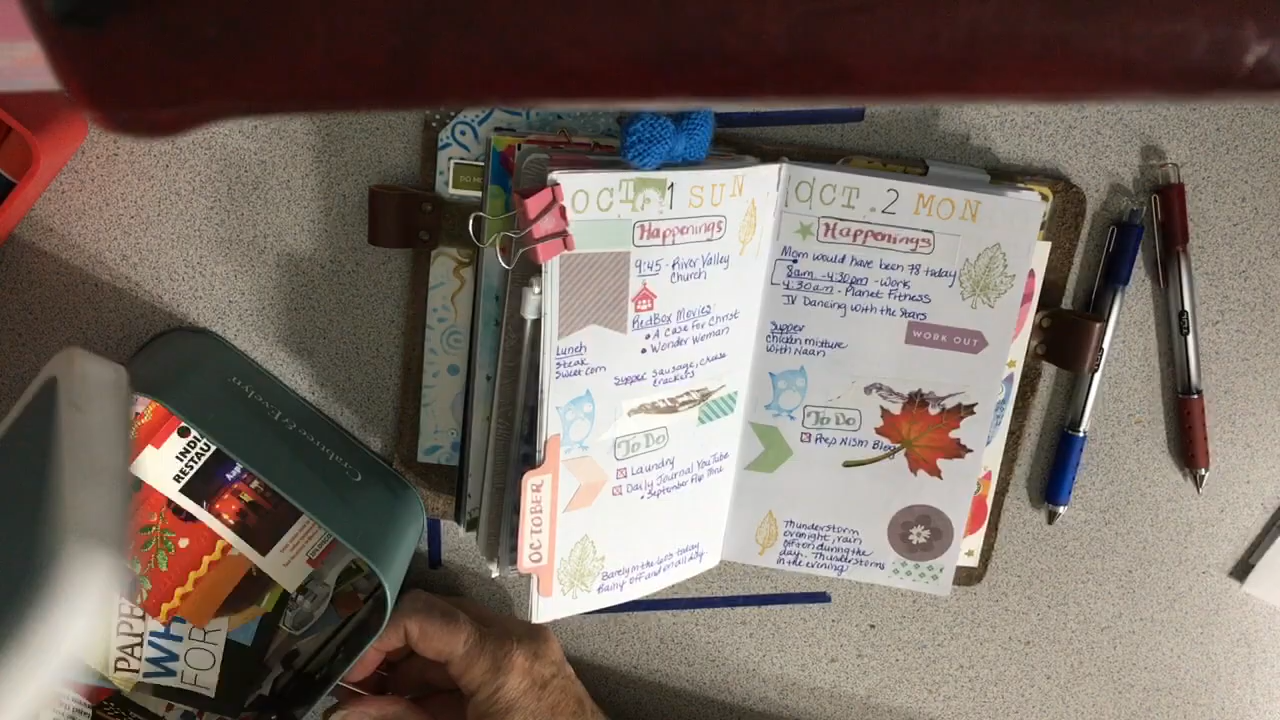 OCT. 1 SUN
Happenings
9:45 - River Valley
Church
RedBox Movies:
• A Case for Christ
• Wonder Woman
Lunch
Steak
Sweet corn
Supper Sausage, cheese
crackers
To Do
Laundry
Daily Journal YouTube
• September Flip Thru
OCTOBER
Barely in the 60's today
Rainy off and on all day.
OCT. 2 MON
Happenings
Mom would have been 78 today
8am - 4:30pm - Work
4:30am - Planet Fitness
TV Dancing with the Stars
WORK OUT
Supper
Chicken mixture
with Naan
To Do
Prep NISM Blog
Thunderstorm
overnight, rain
off on during the
day.. Thunderstorms
in the evening
Crabtree & Evelyn
INDI
RESTAU
PAPE
WH
FOR